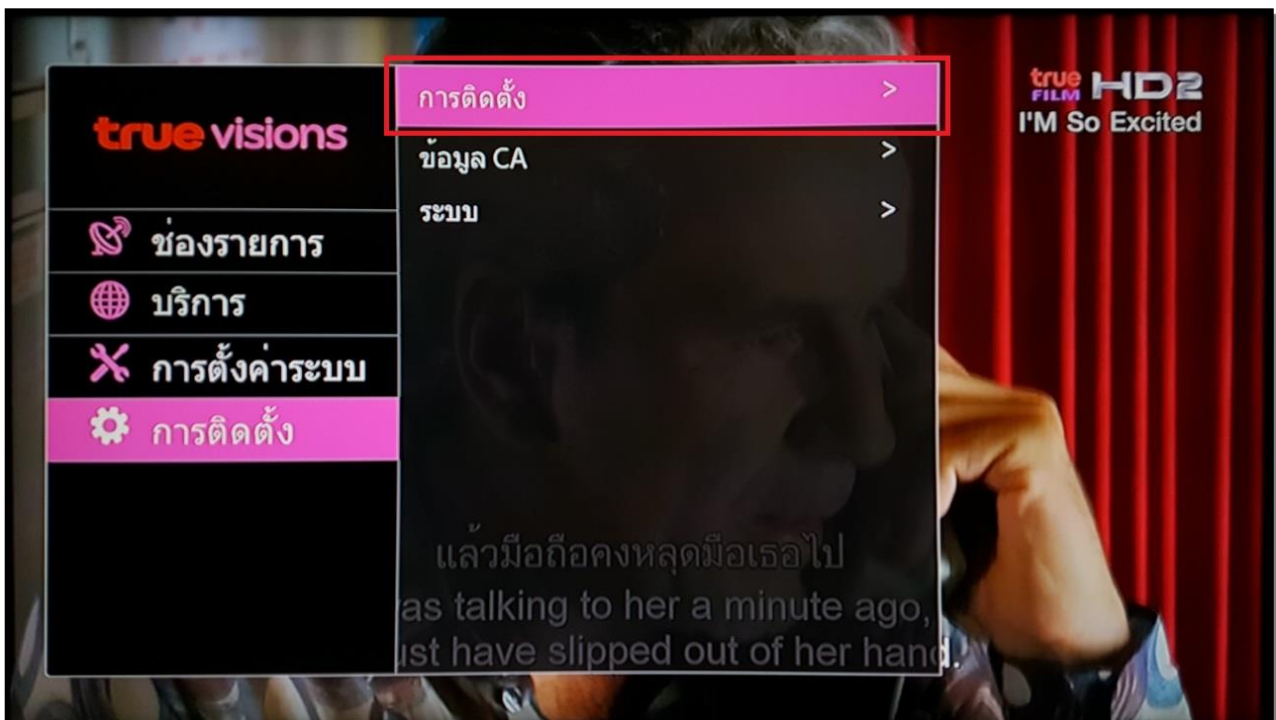 true visions
ช่องรายการ
บริการ
การตั้งค่าระบบ
การติดตั้ง
การติดตั้ง >
ข้อมูล CA >
ระบบ >
true
FILM HD2
I'M So Excited
แล้วมือถือคงหลุดมือเธอไป
as talking to her a minute ago,
ust have slipped out of her hand.